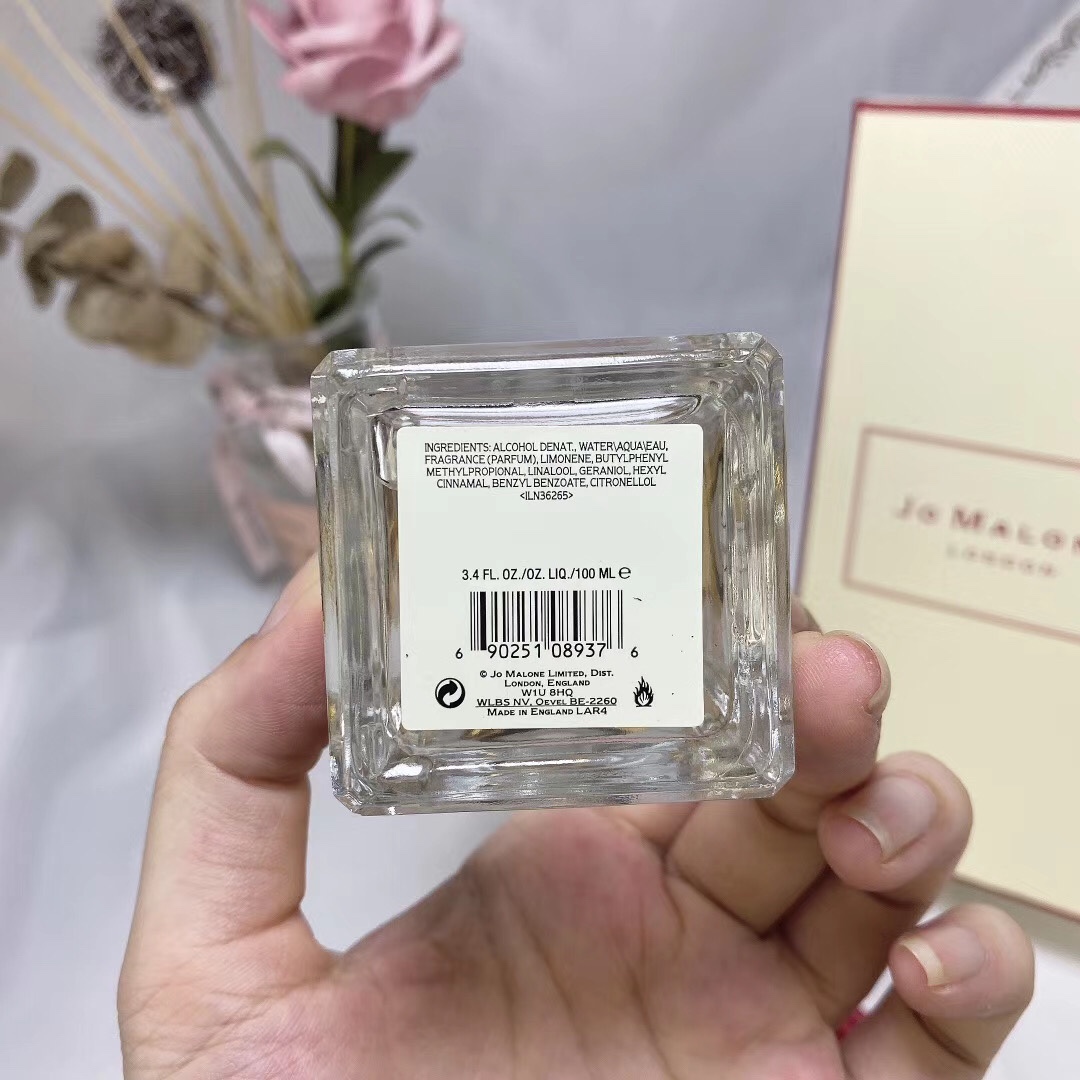 INGREDIENTS: ALCOHOL DENAT., WATER\AQUA\EAU,
FRAGRANCE (PARFUM), LIMONENE, BUTYLPHENYL
METHYLPROPIONAL, LINALOOL, GERANIOL, HEXYL
CINNAMAL, BENZYL BENZOATE, CITRONELLOL
<ILN36265>
3.4 FL. OZ./OZ. LIQ./100 ML ℮
6 90251 08937 6
© JO MALONE LIMITED, DIST.
LONDON, ENGLAND
W1U 8HQ
WLBS NV, OEVEL BE-2260
MADE IN ENGLAND LAR4
JO MALON
LONDON